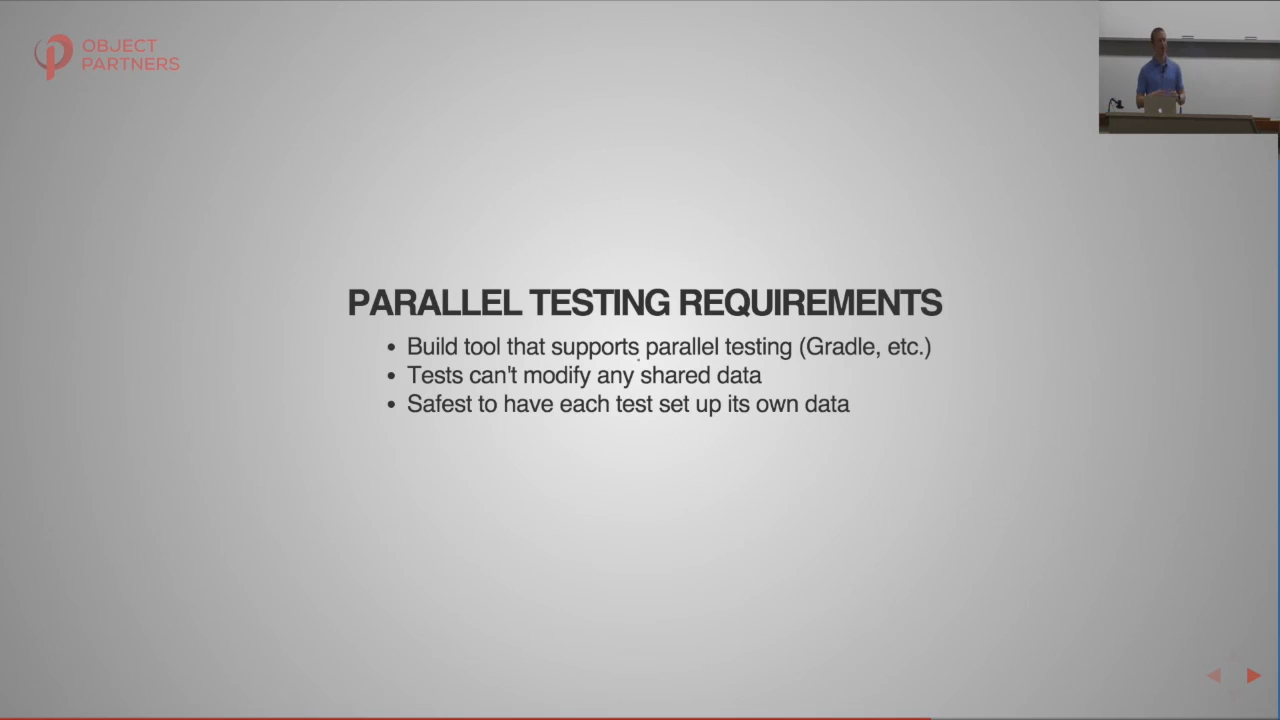 OBJECT
PARTNERS
PARALLEL TESTING REQUIREMENTS
• Build tool that supports parallel testing (Gradle, etc.)
• Tests can't modify any shared data
• Safest to have each test set up its own data